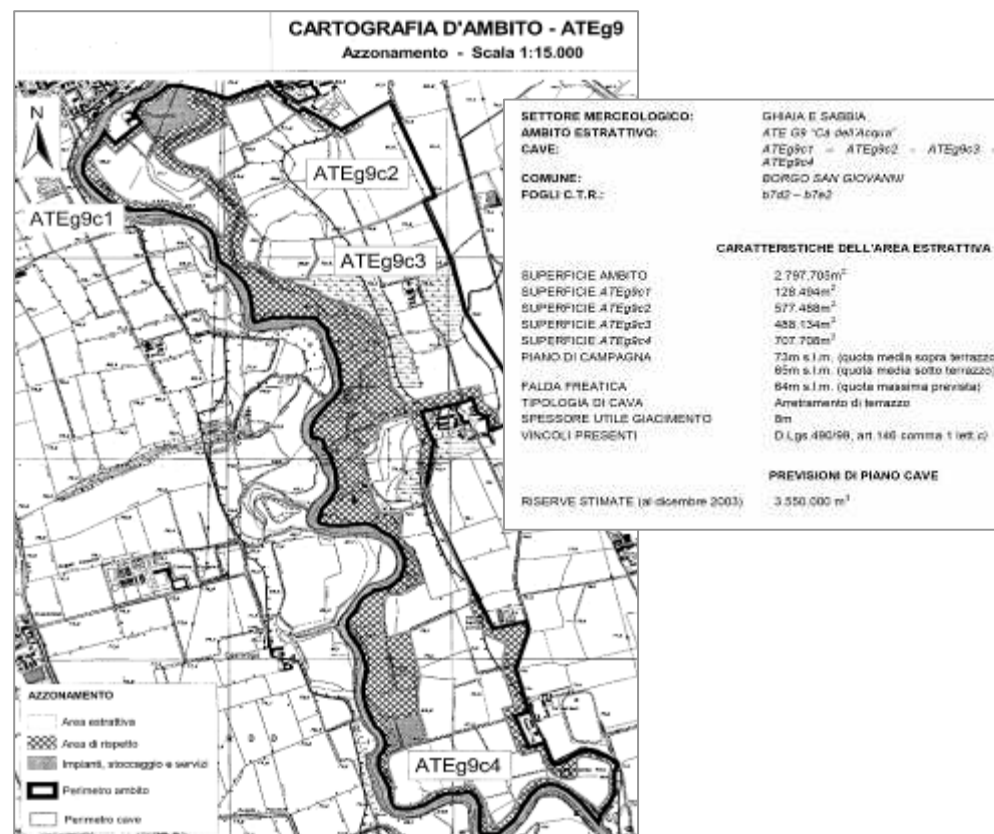 CARTOGRAFIA D'AMBITO - ATEg9
Azzonamento - Scala 1:15.000
N
ATEg9c2
ATEg9c1
ATEg9c3
ATEg9c4
AZZONAMENTO
Area estrattiva
Area di rispetto
Impianti, stoccaggio e servizi
Perimetro ambito
Perimetro cave
SETTORE MERCEOLOGICO: GHIAIA E SABBIA
AMBITO ESTRATTIVO: ATE G9 "Cà dell'Acqua"
CAVE: ATEg9c1 – ATEg9c2 - ATEg9c3 -
ATEg9c4
COMUNE: BORGO SAN GIOVANNI
FOGLI C.T.R.: b7d2 – b7e2
CARATTERISTICHE DELL'AREA ESTRATTIVA
SUPERFICIE AMBITO 2.797.705m²
SUPERFICIE ATEg9c1 128.494m²
SUPERFICIE ATEg9c2 577.488m²
SUPERFICIE ATEg9c3 488.134m²
SUPERFICIE ATEg9c4 707.708m²
PIANO DI CAMPAGNA 73m s.l.m. (quota media sopra terrazzo)
65m s.l.m. (quota media sotto terrazzo)
FALDA FREATICA 64m s.l.m. (quota massima prevista)
TIPOLOGIA DI CAVA Arretramento di terrazzo
SPESSORE UTILE GIACIMENTO 8m
VINCOLI PRESENTI D.Lgs 490/99, art.146 comma 1 lett.c)
PREVISIONI DI PIANO CAVE
RISERVE STIMATE (al dicembre 2003) 3.550.000 m³